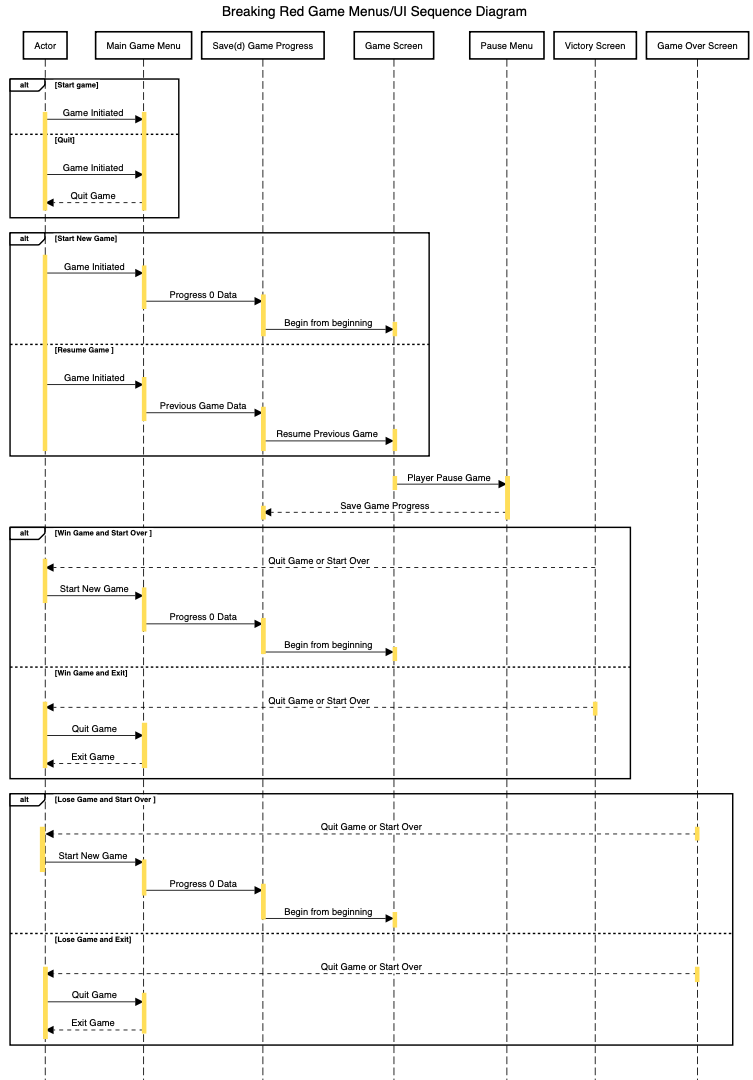 Breaking Red Game Menus/UI Sequence Diagram
Actor
Main Game Menu
Save(d) Game Progress
Game Screen
Pause Menu
Victory Screen
Game Over Screen
alt
[Start game]
Game Initiated
[Quit]
Game Initiated
Quit Game
alt
[Start New Game]
Game Initiated
Progress 0 Data
Begin from beginning
[Resume Game ]
Game Initiated
Previous Game Data
Resume Previous Game
Player Pause Game
Save Game Progress
alt
[Win Game and Start Over ]
Quit Game or Start Over
Start New Game
Progress 0 Data
Begin from beginning
[Win Game and Exit]
Quit Game or Start Over
Quit Game
Exit Game
alt
[Lose Game and Start Over ]
Quit Game or Start Over
Start New Game
Progress 0 Data
Begin from beginning
[Lose Game and Exit]
Quit Game or Start Over
Quit Game
Exit Game